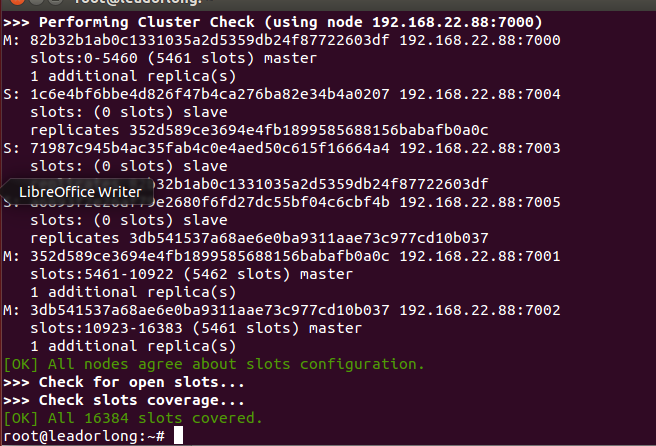 root@leadorlong: ~
>>> Performing Cluster Check (using node 192.168.22.88:7000)
M: 82b32b1ab0c1331035a2d5359db24f87722603df 192.168.22.88:7000
slots:0-5460 (5461 slots) master
1 additional replica(s)
S: 1c6e4bf6bbe4d826f47b4ca276ba82e34b4a0207 192.168.22.88:7004
slots: (0 slots) slave
replicates 352d589ce3694e4fb1899585688156babafb0a0c
S: 71987c945b4ac35fab4c0e4aed50c615f16664a4 192.168.22.88:7003
slots: (0 slots) slave
LibreOffice Writer b32b1ab0c1331035a2d5359db24f87722603df
S: 192.168.22.88:7005
slots: (0 slots) slave
replicates 3db541537a68ae6e0ba9311aae73c977cd10b037
M: 352d589ce3694e4fb1899585688156babafb0a0c 192.168.22.88:7001
slots:5461-10922 (5462 slots) master
1 additional replica(s)
M: 3db541537a68ae6e0ba9311aae73c977cd10b037 192.168.22.88:7002
slots:10923-16383 (5461 slots) master
1 additional replica(s)
[OK] All nodes agree about slots configuration.
>>> Check for open slots...
>>> Check slots coverage...
[OK] All 16384 slots covered.
root@leadorlong:~#